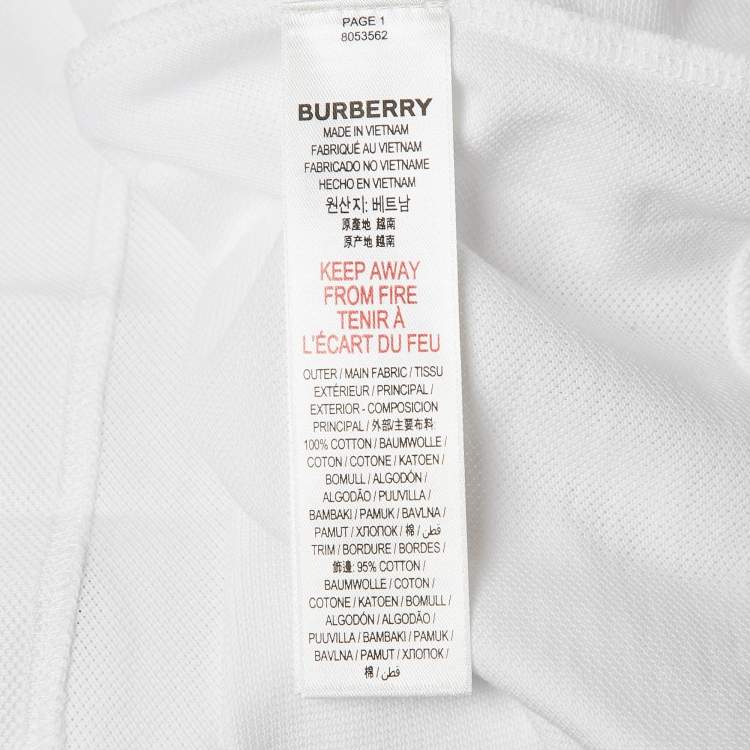 PAGE 1
8053562
BURBERRY
MADE IN VIETNAM
FABRIQUÉ AU VIETNAM
FABRICADO NO VIETNAME
HECHO EN VIETNAM
원산지: 베트남
原產地 越南
原产地 越南
KEEP AWAY
FROM FIRE
TENIR À
L'ÉCART DU FEU
OUTER / MAIN FABRIC / TISSU
EXTÉRIEUR / PRINCIPAL /
EXTERIOR - COMPOSICION
PRINCIPAL / 外部/主要布料:
100% COTTON / BAUMWOLLE /
COTON / COTONE / KATOEN /
BOMULL / ALGODÓN /
ALGODÃO / PUUVILLA /
BAMBAKI / PAMUK / BAVLNA /
PAMUT / ХЛОПОК / 棉 / قطن
TRIM / BORDURE / BORDES /
飾邊: 95% COTTON /
BAUMWOLLE / COTON /
COTONE / KATOEN / BOMULL /
ALGODÓN / ALGODÃO /
PUUVILLA / BAMBAKI / PAMUK /
BAVLNA / PAMUT / ХЛОПОК /
棉 / قطن